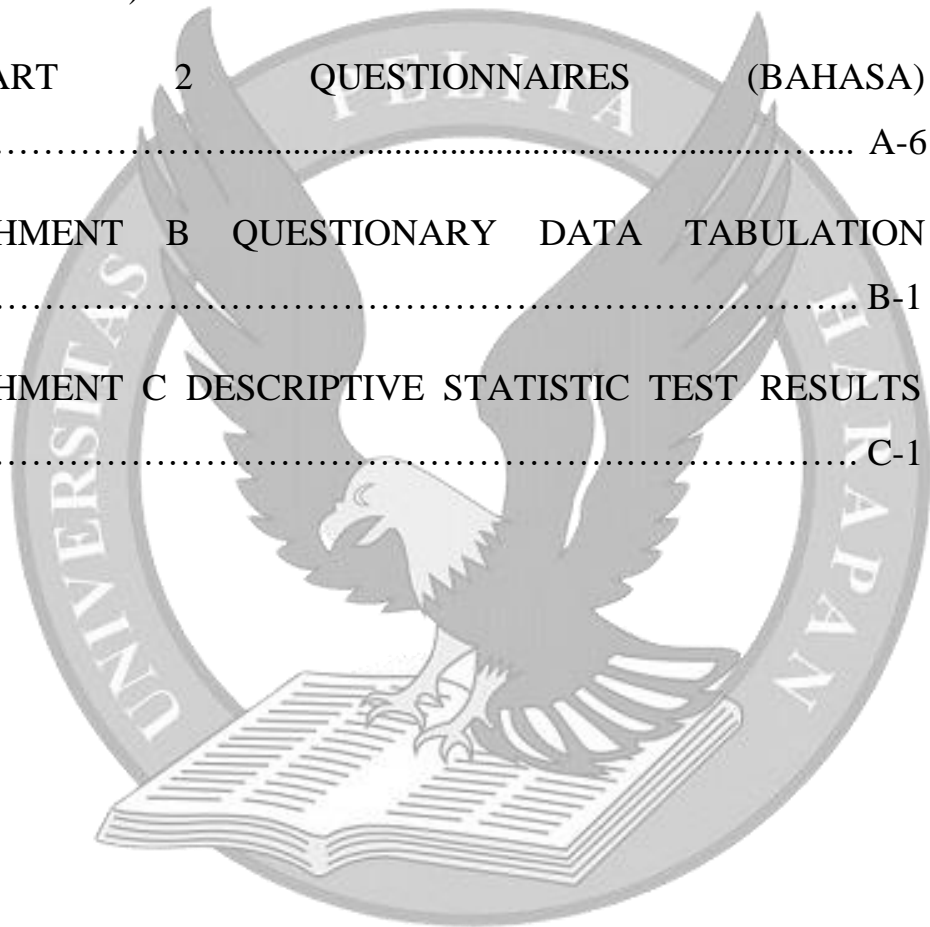 )
ART 2 QUESTIONNAIRES (BAHASA)
…………………....................................................................…….... A-6
HMENT B QUESTIONARY DATA TABULATION
……………………………………………………………………….. B-1
HMENT C DESCRIPTIVE STATISTIC TEST RESULTS
…………………………………………………..…………………. C-1
UNIVERSITAS PELITA HARAPAN